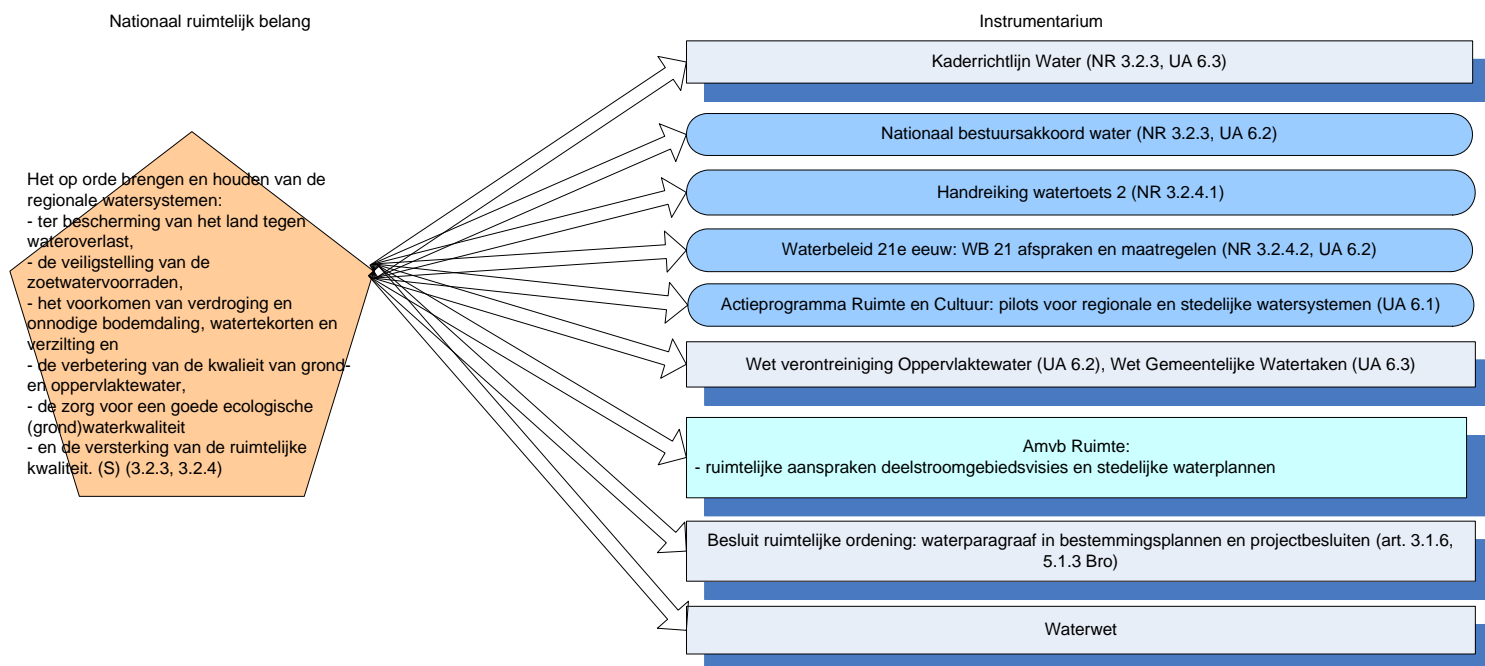 Nationaal ruimtelijk belang
Instrumentarium
Het op orde brengen en houden van de
regionale watersystemen:
- ter bescherming van het land tegen
wateroverlast,
- de veiligstelling van de
zoetwatervoorraden,
- het voorkomen van verdroging en
onnodige bodemdaling, watertekorten en
verzilting en
- de verbetering van de kwalieit van grond-
en oppervlaktewater,
- de zorg voor een goede ecologische
(grond)waterkwaliteit
- en de versterking van de ruimtelijke
kwaliteit. (S) (3.2.3, 3.2.4)
Kaderrichtlijn Water (NR 3.2.3, UA 6.3)
Nationaal bestuursakkoord water (NR 3.2.3, UA 6.2)
Handreiking watertoets 2 (NR 3.2.4.1)
Waterbeleid 21e eeuw: WB 21 afspraken en maatregelen (NR 3.2.4.2, UA 6.2)
Actieprogramma Ruimte en Cultuur: pilots voor regionale en stedelijke watersystemen (UA 6.1)
Wet verontreiniging Oppervlaktewater (UA 6.2), Wet Gemeentelijke Watertaken (UA 6.3)
Amvb Ruimte:
- ruimtelijke aanspraken deelstroomgebiedsvisies en stedelijke waterplannen
Besluit ruimtelijke ordening: waterparagraaf in bestemmingsplannen en projectbesluiten (art. 3.1.6,
5.1.3 Bro)
Waterwet